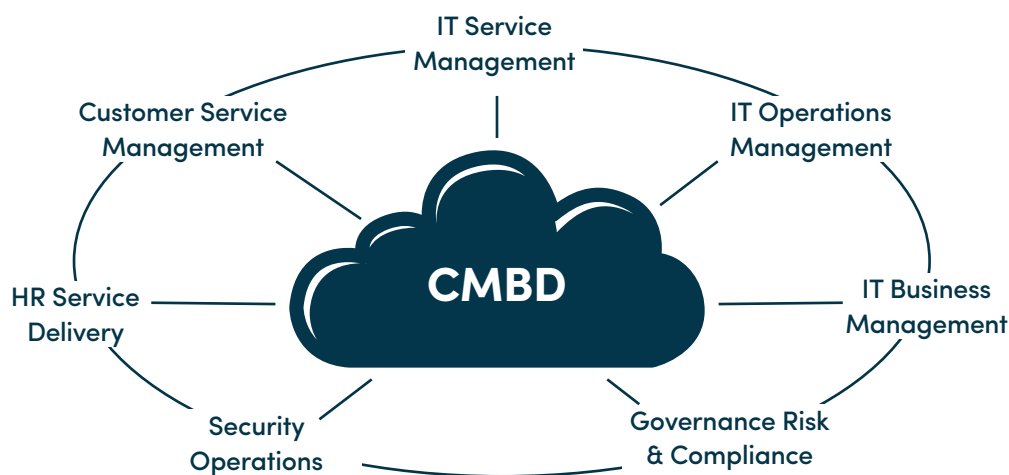 IT Service
Management
Customer Service
Management
IT Operations
Management
CMBD
HR Service
Delivery
IT Business
Management
Security
Operations
Governance Risk
& Compliance